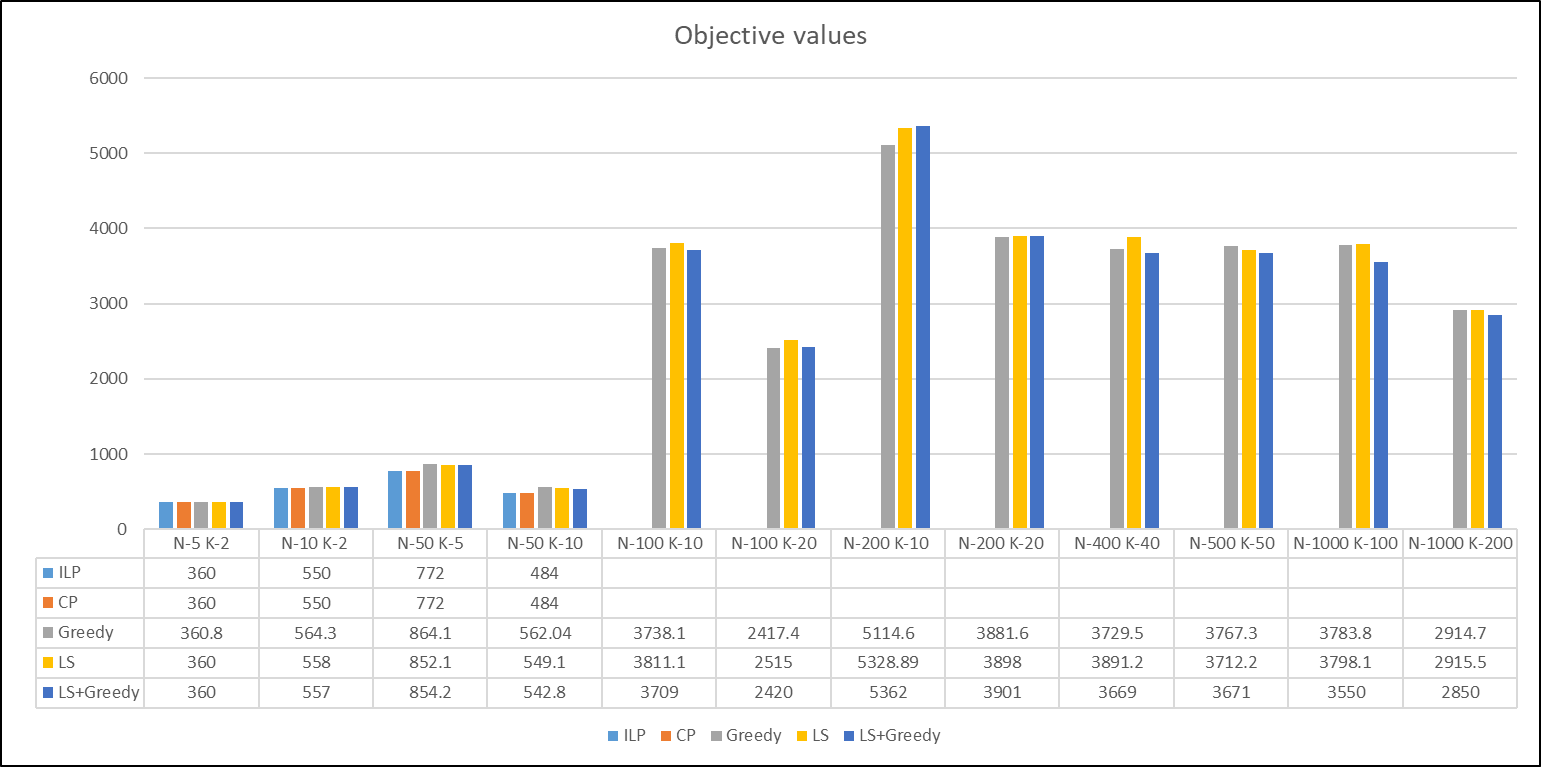 Objective values
6000
5000
4000
3000
2000
1000
0
N-5 K-2 N-10 K-2 N-50 K-5 N-50 K-10 N-100 K-10 N-100 K-20 N-200 K-10 N-200 K-20 N-400 K-40 N-500 K-50 N-1000 K-100 N-1000 K-200
ILP 360 550 772 484
CP 360 550 772 484
Greedy 360.8 564.3 864.1 562.04 3738.1 2417.4 5114.6 3881.6 3729.5 3767.3 3783.8 2914.7
LS 360 558 852.1 549.1 3811.1 2515 5328.89 3898 3891.2 3712.2 3798.1 2915.5
LS+Greedy 360 557 854.2 542.8 3709 2420 5362 3901 3669 3671 3550 2850
ILP CP Greedy LS LS+Greedy